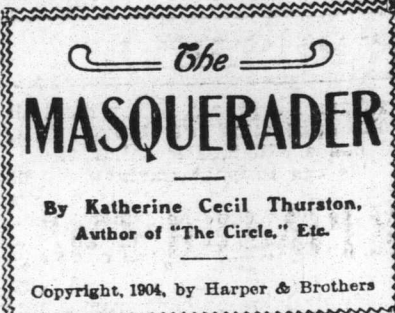 The
MASQUERADER
By Katherine Cecil Thurston,
Author of "The Circle," Etc.
Copyright, 1904, by Harper & Brothers